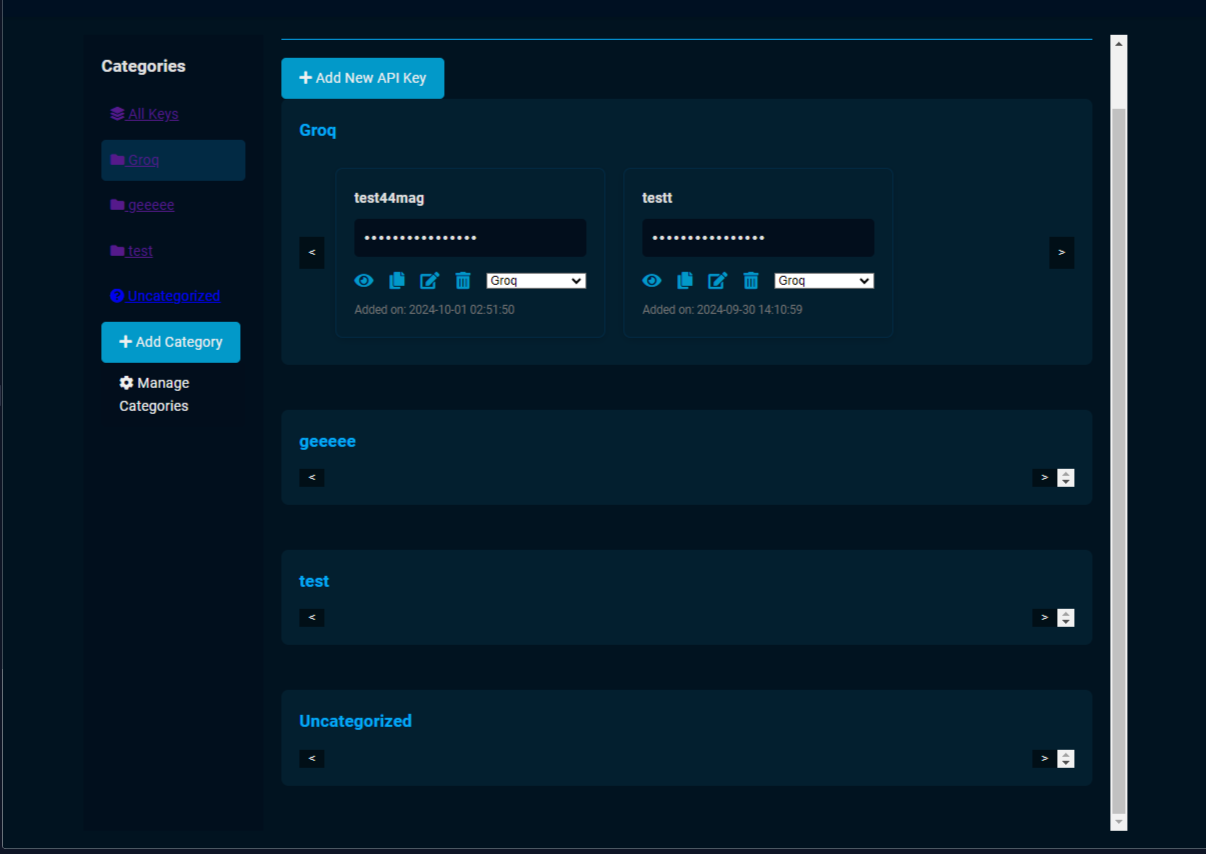 Categories
All Keys
Groq
geeeee
test
Uncategorized
Add Category
Manage
Categories
Add New API Key
Groq
<
test44mag
••••••••••••••••
Groq
Added on: 2024-10-01 02:51:50
testt
••••••••••••••••
Groq
Added on: 2024-09-30 14:10:59
>
geeeee
< >
test
< >
Uncategorized
< >